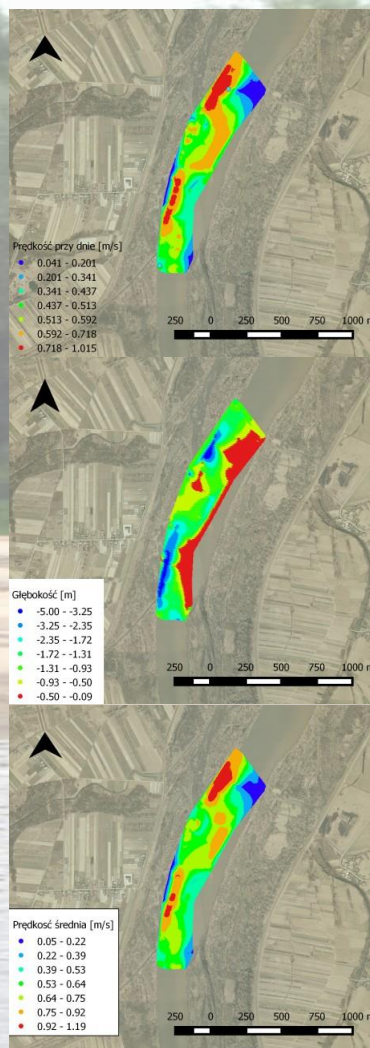 Prędkość przy dnie [m/s]
0.041 - 0.201
0.201 - 0.341
0.341 - 0.437
0.437 - 0.513
0.513 - 0.592
0.592 - 0.718
0.718 - 1.015
250 0 250 500 750 1000 m
Głębokość [m]
-5.00 - -3.25
-3.25 - -2.35
-2.35 - -1.72
-1.72 - -1.31
-1.31 - -0.93
-0.93 - -0.50
-0.50 - -0.09
250 0 250 500 750 1000 m
Prędkosć średnia [m/s]
0.05 - 0.22
0.22 - 0.39
0.39 - 0.53
0.53 - 0.64
0.64 - 0.75
0.75 - 0.92
0.92 - 1.19
250 0 250 500 750 1000 m